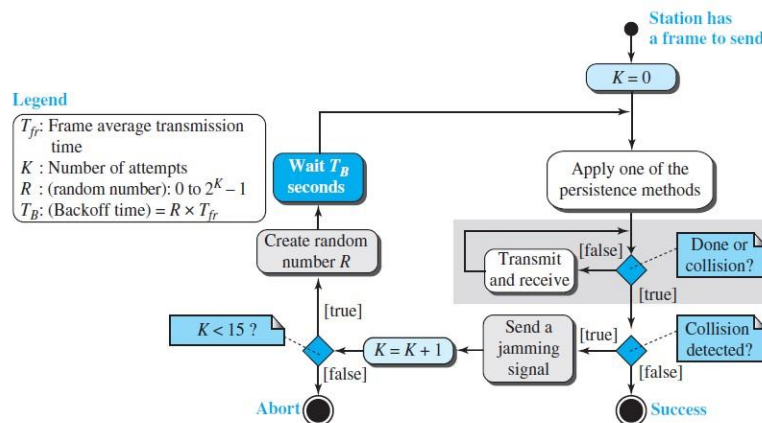 Station has
a frame to send
K = 0
Legend
T_fr: Frame average transmission
time
K : Number of attempts
R : (random number): 0 to 2^K – 1
T_B: (Backoff time) = R × T_fr
Wait T_B
seconds
Apply one of the
persistence methods
Create random
number R
Transmit
and receive
[false]
Done or
collision?
[true]
[true]
K < 15 ?
K = K + 1
Send a
jamming
signal
[true]
Collision
detected?
[false]
[false]
Abort
Success